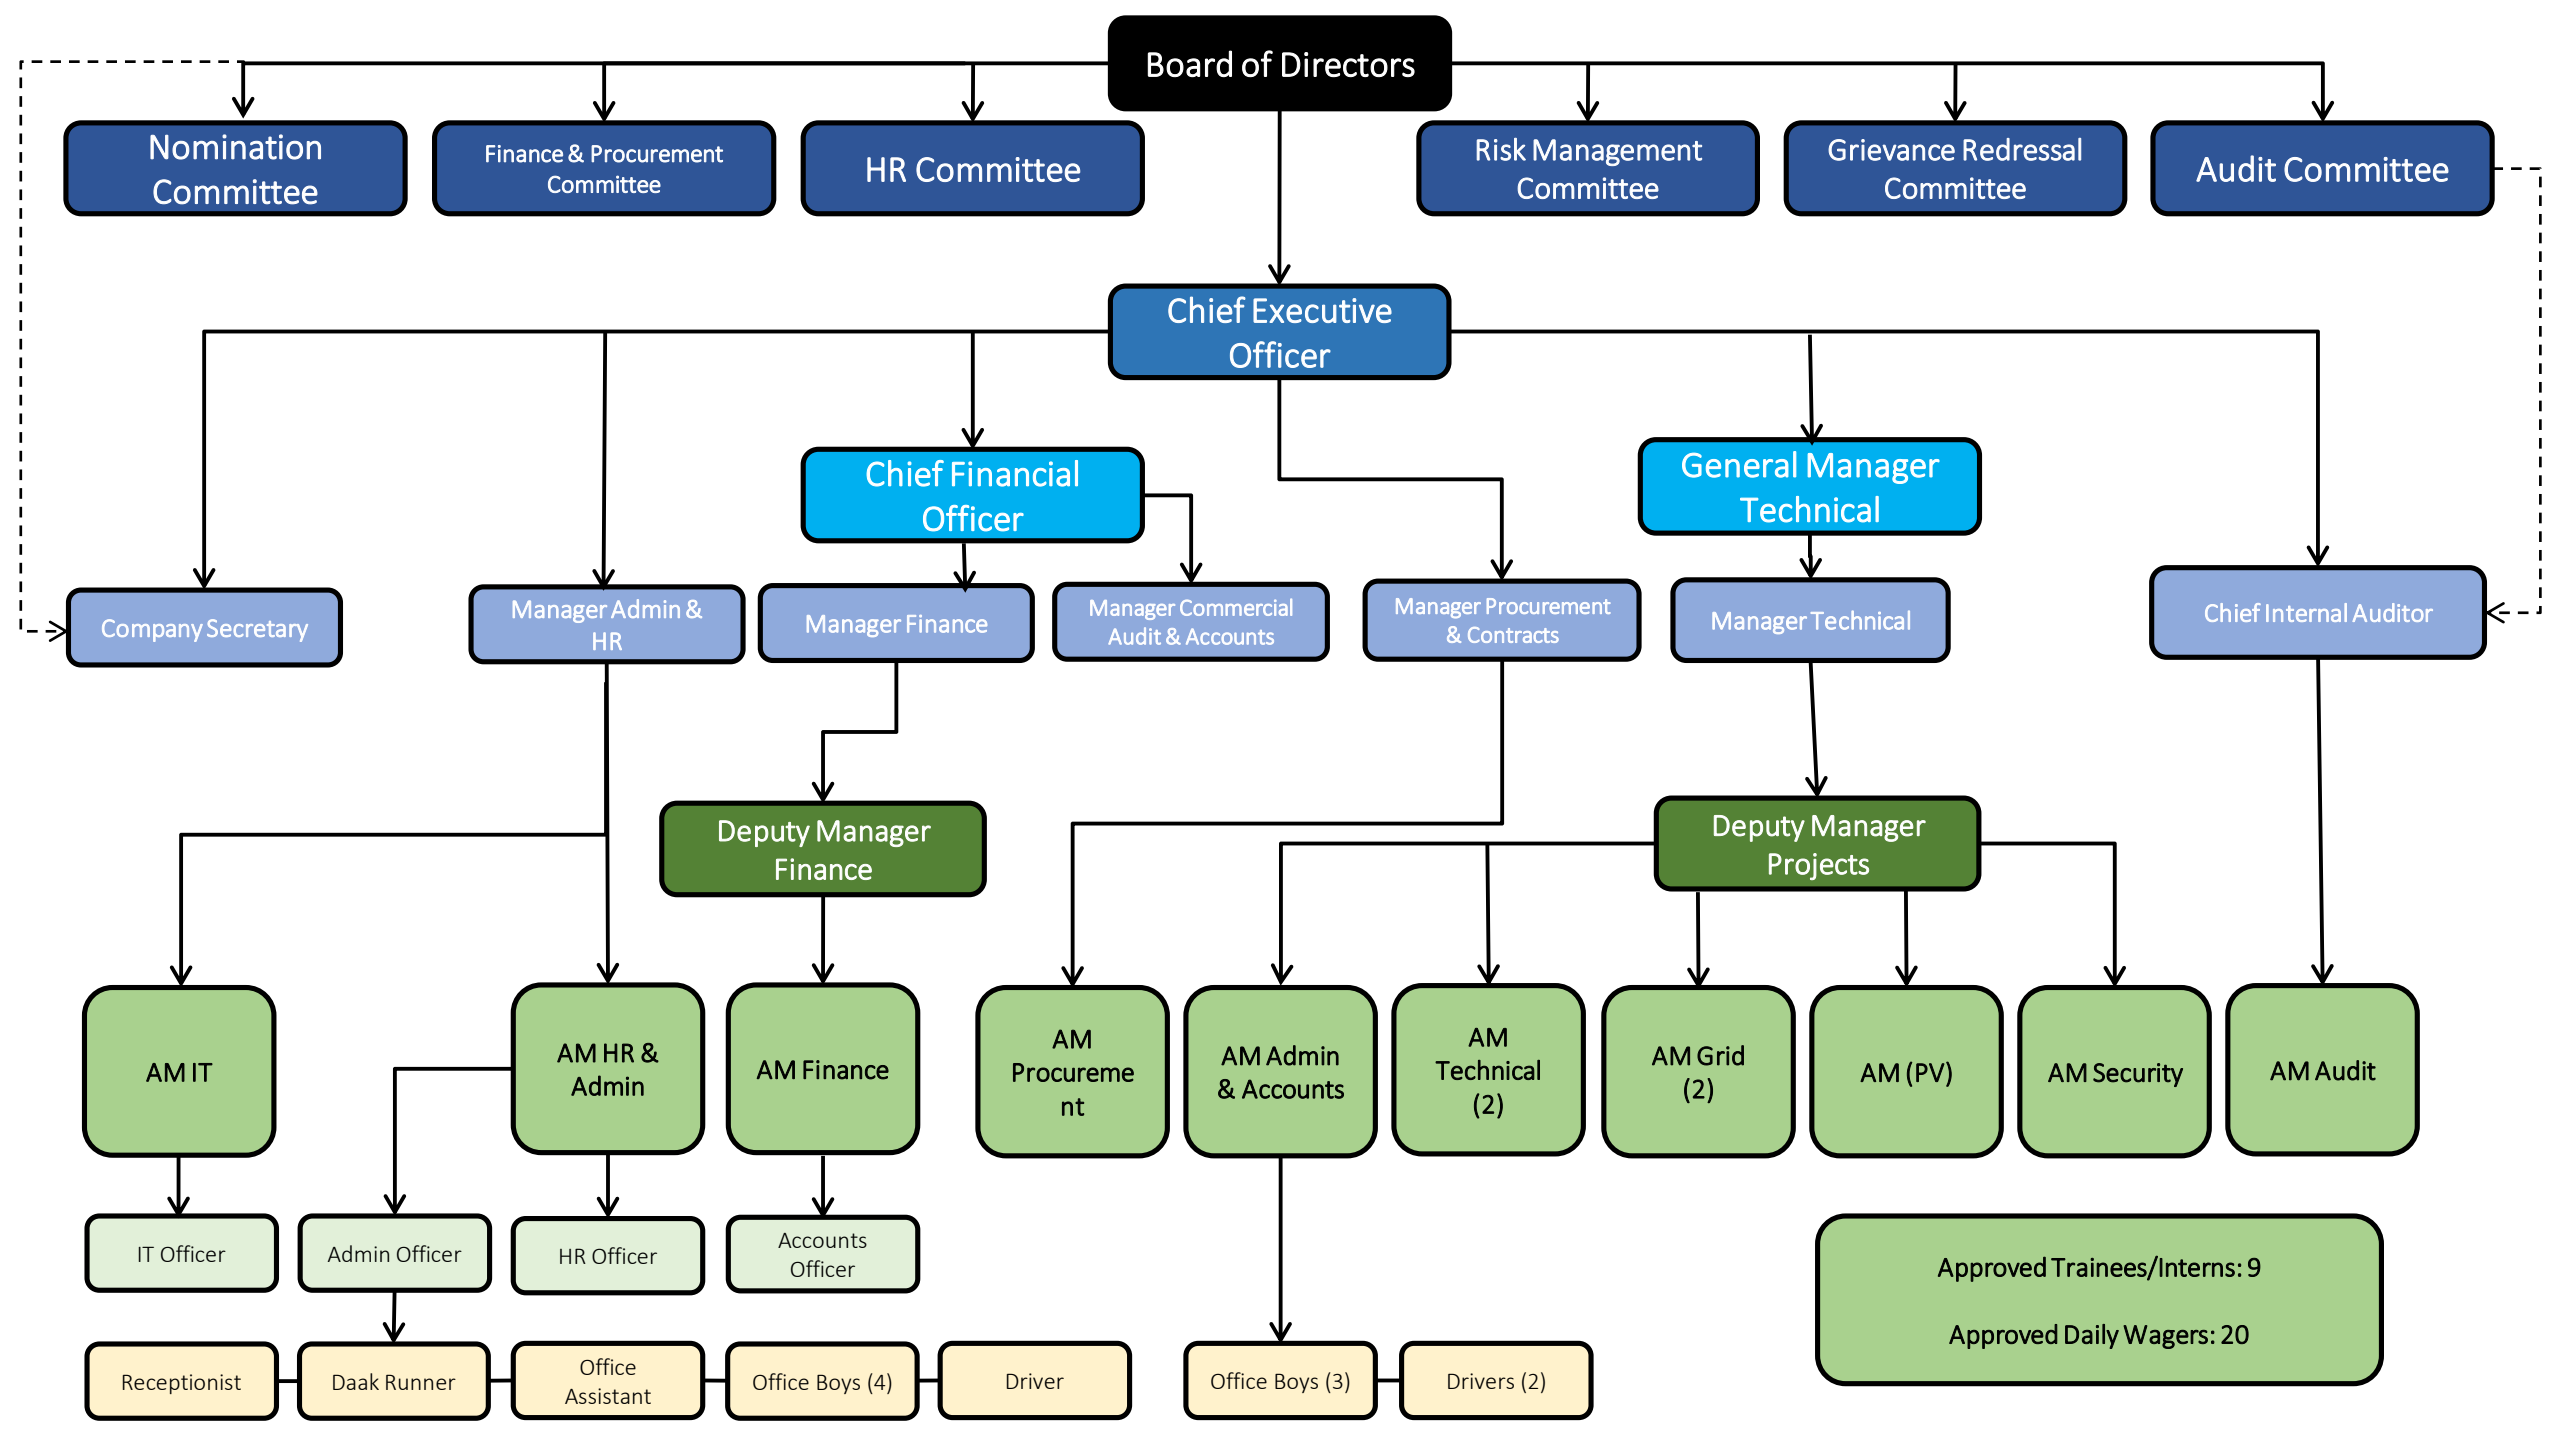 Board of Directors
Nomination
Committee
Finance & Procurement
Committee
HR Committee
Risk Management
Committee
Grievance Redressal
Committee
Audit Committee
Chief Executive
Officer
Chief Financial
Officer
General Manager
Technical
Company Secretary
Manager Admin &
HR
Manager Finance
Manager Commercial
Audit & Accounts
Manager Procurement
& Contracts
Manager Technical
Chief Internal Auditor
Deputy Manager
Finance
Deputy Manager
Projects
AM IT
AM HR &
Admin
AM Finance
AM
Procureme
nt
AM Admin
& Accounts
AM
Technical
(2)
AM Grid
(2)
AM (PV)
AM Security
AM Audit
IT Officer
Admin Officer
HR Officer
Accounts
Officer
Approved Trainees/Interns: 9
Approved Daily Wagers: 20
Receptionist
Daak Runner
Office
Assistant
Office Boys (4)
Driver
Office Boys (3)
Drivers (2)